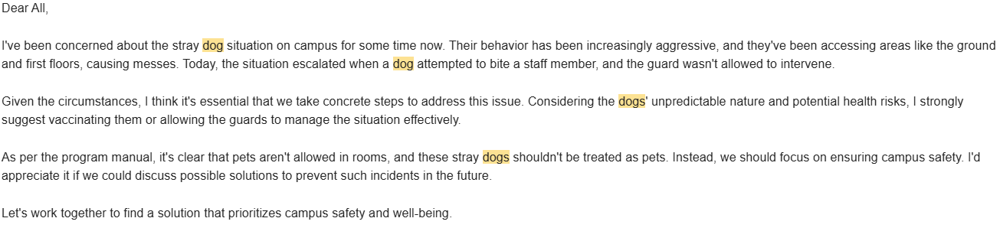 Dear All,
I've been concerned about the stray dog situation on campus for some time now. Their behavior has been increasingly aggressive, and they've been accessing areas like the ground
and first floors, causing messes. Today, the situation escalated when a dog attempted to bite a staff member, and the guard wasn't allowed to intervene.
Given the circumstances, I think it's essential that we take concrete steps to address this issue. Considering the dogs' unpredictable nature and potential health risks, I strongly
suggest vaccinating them or allowing the guards to manage the situation effectively.
As per the program manual, it's clear that pets aren't allowed in rooms, and these stray dogs shouldn't be treated as pets. Instead, we should focus on ensuring campus safety. I'd
appreciate it if we could discuss possible solutions to prevent such incidents in the future.
Let's work together to find a solution that prioritizes campus safety and well-being.